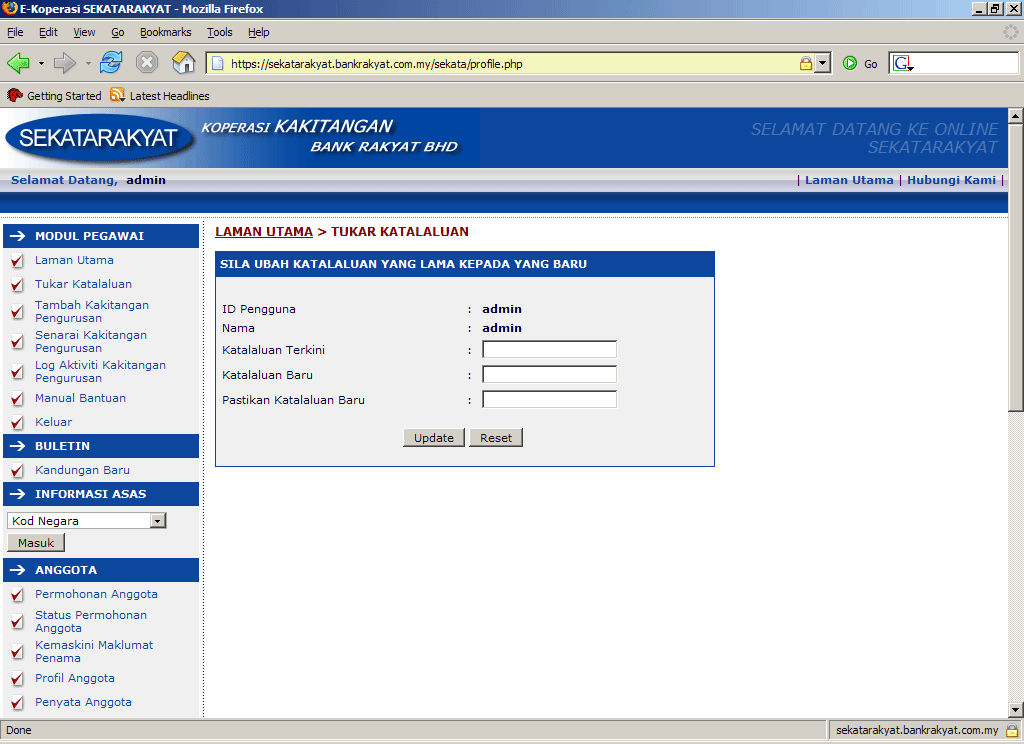 E-Koperasi SEKATARAKYAT - Mozilla Firefox
File Edit View Go Bookmarks Tools Help
https://sekatarakyat.bankrakyat.com.my/sekata/profile.php
Go
G
Getting Started Latest Headlines
SEKATARAKYAT
KOPERASI KAKITANGAN
BANK RAKYAT BHD
SELAMAT DATANG KE ONLINE
SEKATARAKYAT
Selamat Datang, admin
| Laman Utama | Hubungi Kami |
MODUL PEGAWAI
Laman Utama
Tukar Katalaluan
Tambah Kakitangan
Pengurusan
Senarai Kakitangan
Pengurusan
Log Aktiviti Kakitangan
Pengurusan
Manual Bantuan
Keluar
BULETIN
Kandungan Baru
INFORMASI ASAS
Kod Negara
Masuk
ANGGOTA
Permohonan Anggota
Status Permohonan
Anggota
Kemaskini Maklumat
Penama
Profil Anggota
Penyata Anggota
LAMAN UTAMA > TUKAR KATALALUAN
SILA UBAH KATALALUAN YANG LAMA KEPADA YANG BARU
ID Pengguna : admin
Nama : admin
Katalaluan Terkini :
Katalaluan Baru :
Pastikan Katalaluan Baru :
Update Reset
Done
sekatarakyat.bankrakyat.com.my